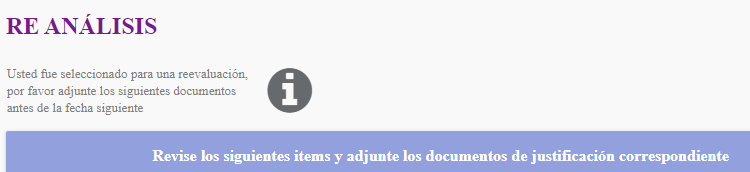 RE ANÁLISIS
Usted fue seleccionado para una reevaluación,
por favor adjunte los siguientes documentos
antes de la fecha siguiente
Revise los siguientes items y adjunte los documentos de justificación correspondiente